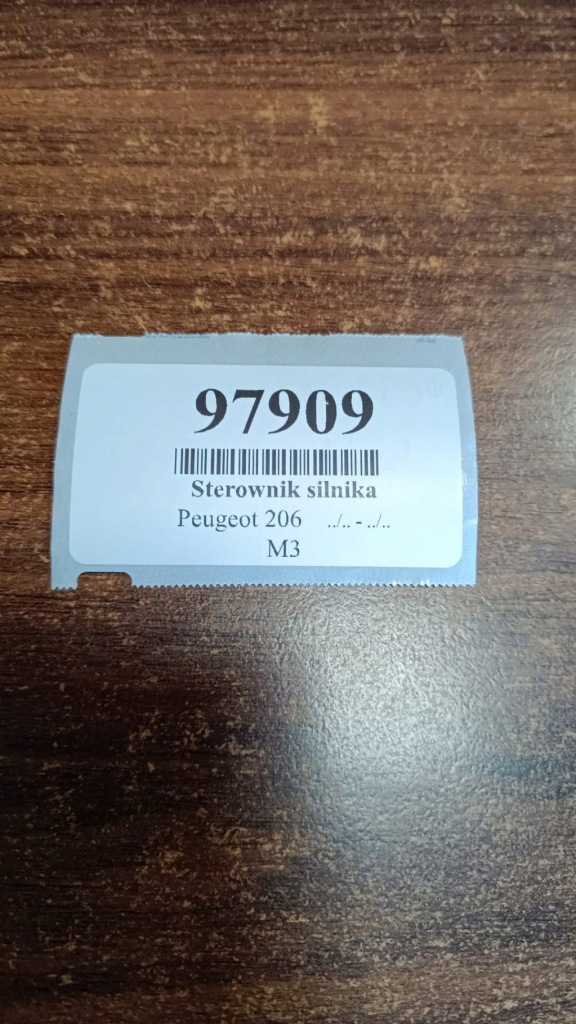 97909
Sterownik silnika
Peugeot 206 ../.. - ../..
M3